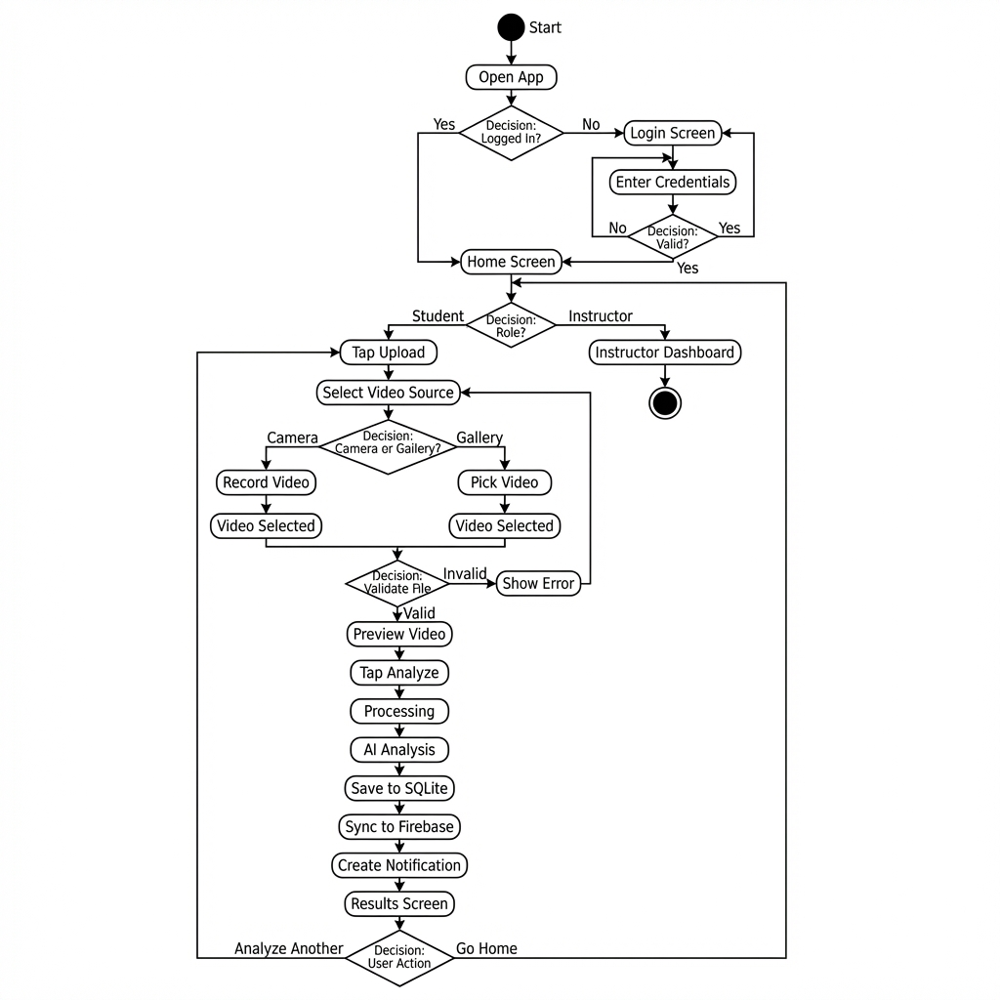 Start
Open App
Decision:
Logged In?
Yes
No
Login Screen
Enter Credentials
Decision:
Valid?
No
Yes
Yes
Home Screen
Decision:
Role?
Student
Instructor
Tap Upload
Instructor Dashboard
Select Video Source
Decision:
Camera or Gallery?
Camera
Gallery
Record Video
Pick Video
Video Selected
Video Selected
Decision:
Validate File
Invalid
Show Error
Valid
Preview Video
Tap Analyze
Processing
AI Analysis
Save to SQLite
Sync to Firebase
Create Notification
Results Screen
Decision:
User Action
Analyze Another
Go Home